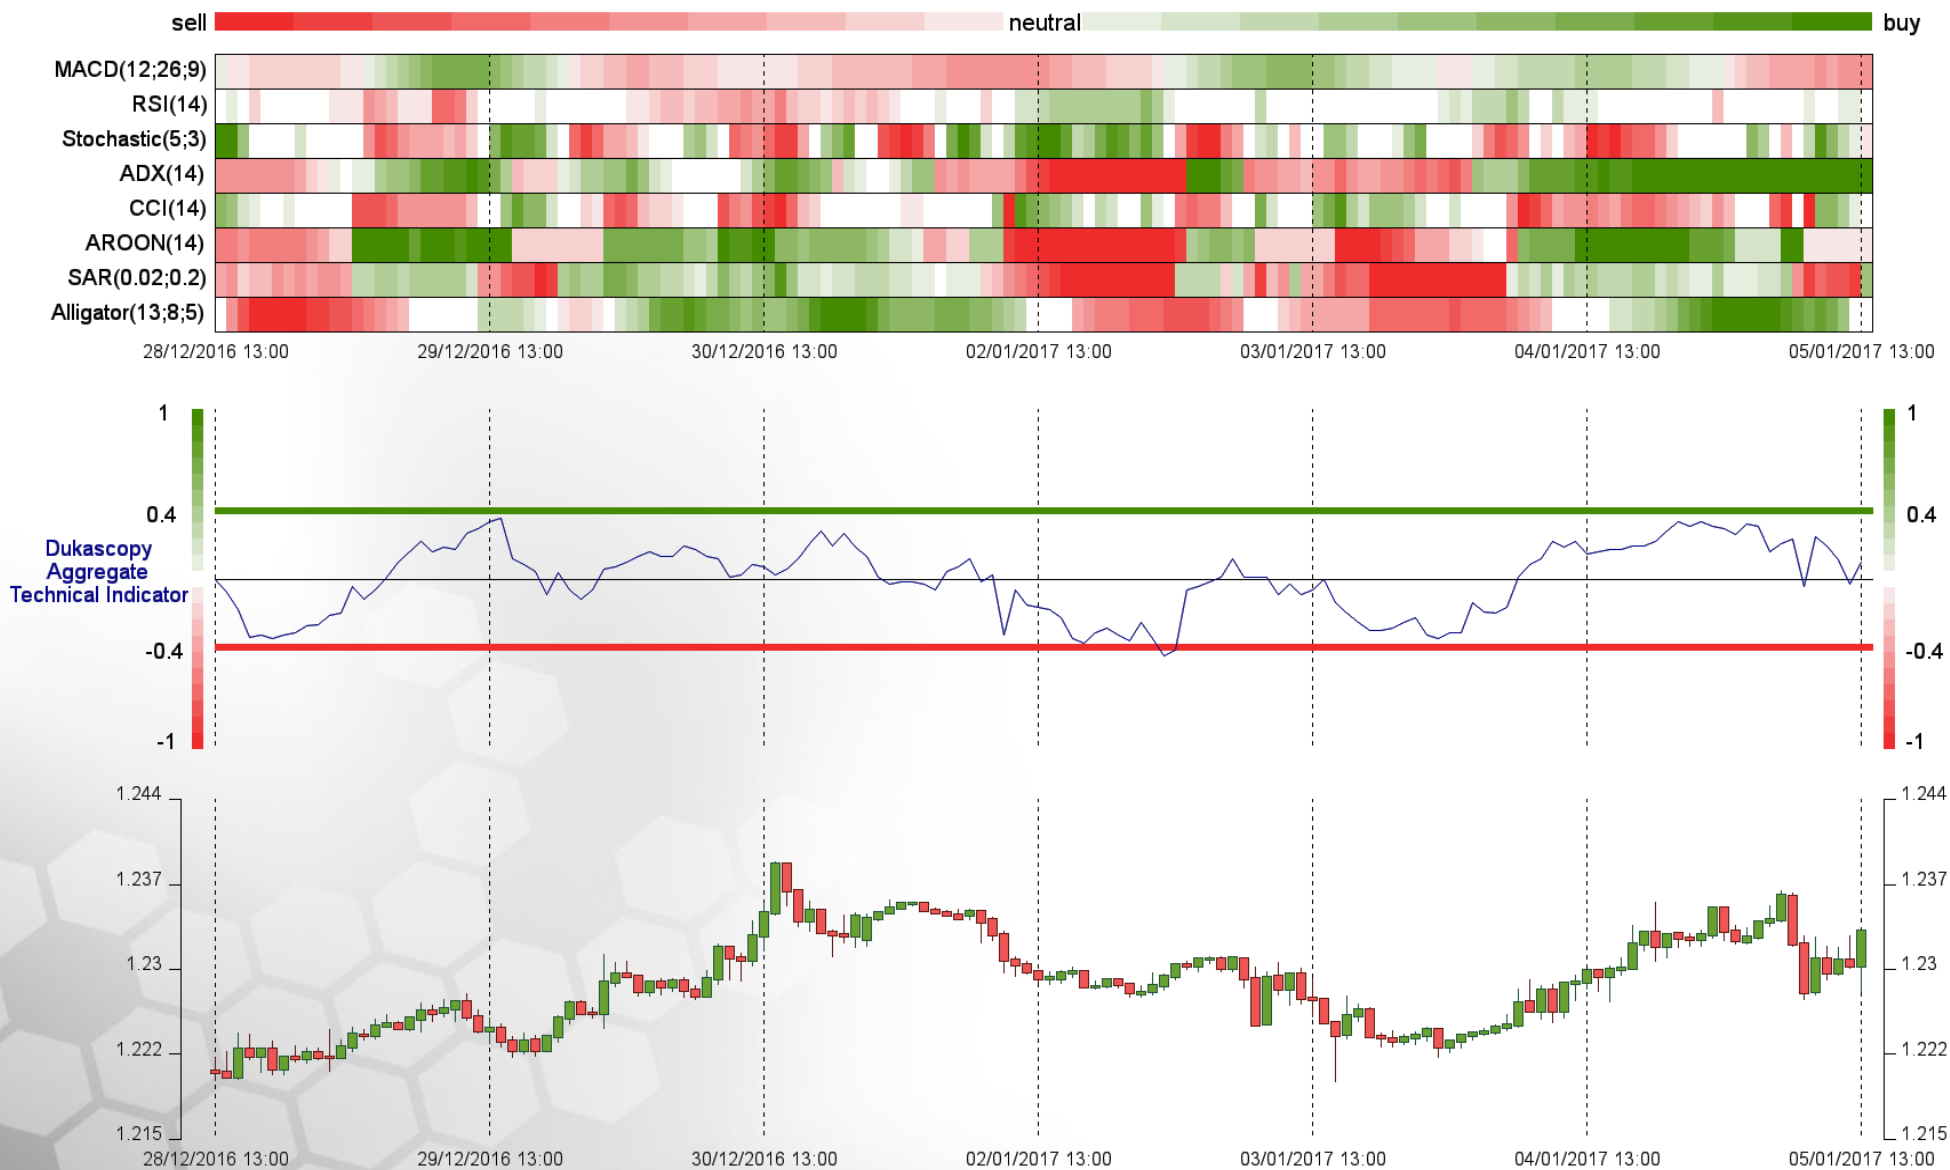 sell neutral buy
MACD(12;26;9)
RSI(14)
Stochastic(5;3)
ADX(14)
CCI(14)
AROON(14)
SAR(0.02;0.2)
Alligator(13;8;5)
28/12/2016 13:00 29/12/2016 13:00 30/12/2016 13:00 02/01/2017 13:00 03/01/2017 13:00 04/01/2017 13:00 05/01/2017 13:00
1 1
0.4 0.4
Dukascopy
Aggregate
Technical Indicator
-0.4 -0.4
-1 -1
1.244 1.244
1.237 1.237
1.23 1.23
1.222 1.222
1.215 1.215
28/12/2016 13:00 29/12/2016 13:00 30/12/2016 13:00 02/01/2017 13:00 03/01/2017 13:00 04/01/2017 13:00 05/01/2017 13:00